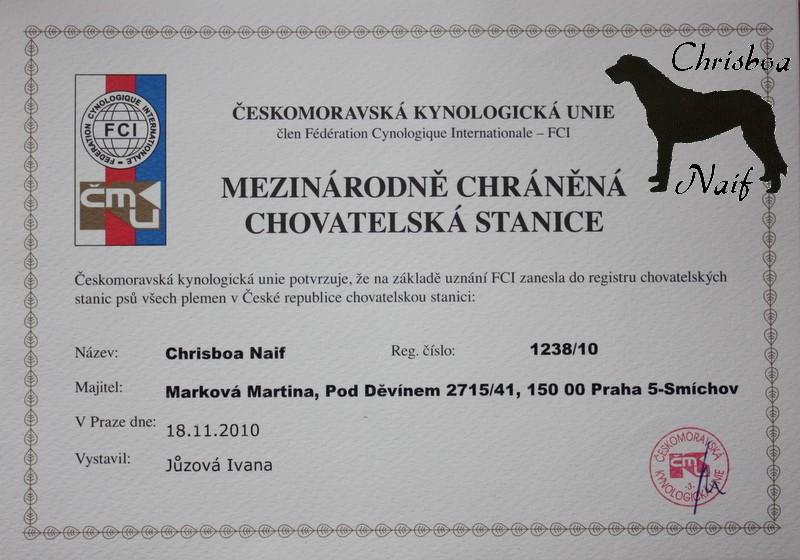 Chrisboa
Naif
FEDERATION CYNOLOGIQUE INTERNATIONALE
FCI
ČMKU
ČESKOMORAVSKÁ KYNOLOGICKÁ UNIE
člen Fédération Cynologique Internationale – FCI
MEZINÁRODNĚ CHRÁNĚNÁ
CHOVATELSKÁ STANICE
Českomoravská kynologická unie potvrzuje, že na základě uznání FCI zanesla do registru chovatelských
stanic psů všech plemen v České republice chovatelskou stanici:
Název: Chrisboa Naif Reg. číslo: 1238/10
Majitel: Marková Martina, Pod Děvínem 2715/41, 150 00 Praha 5-Smíchov
V Praze dne: 18.11.2010
Vystavil: Jůzová Ivana
ČESKOMORAVSKÁ
KYNOLOGICKÁ UNIE
-3-